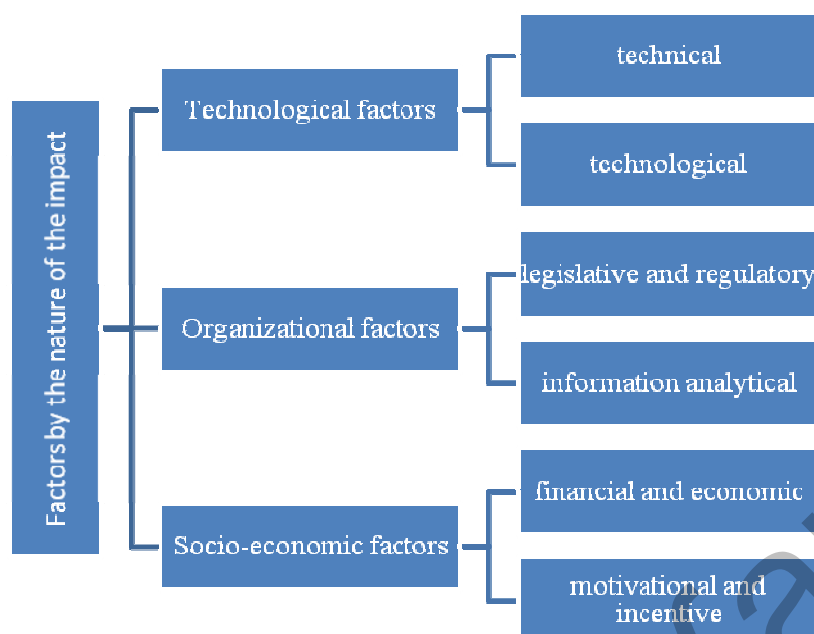 Factors by the nature of the impact
Technological factors
technical
technological
Organizational factors
legislative and regulatory
information analytical
Socio-economic factors
financial and economic
motivational and
incentive